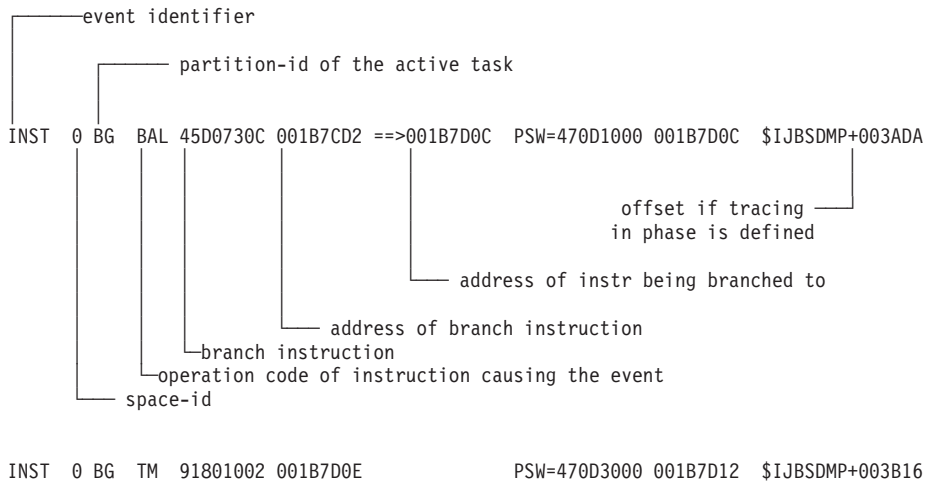 event identifier
partition-id of the active task
INST 0 BG BAL 45D0730C 001B7CD2 ==>001B7D0C PSW=470D1000 001B7D0C $IJBSDMP+003ADA
offset if tracing
in phase is defined
address of instr being branched to
address of branch instruction
branch instruction
operation code of instruction causing the event
space-id
INST 0 BG TM 91801002 001B7D0E PSW=470D3000 001B7D12 $IJBSDMP+003B16